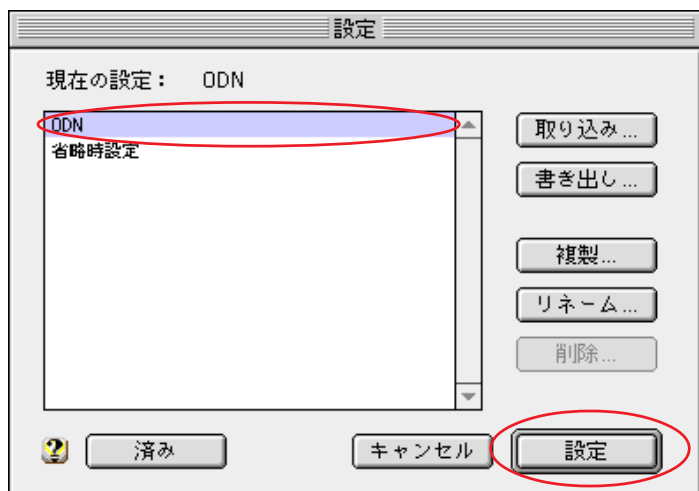 設定
現在の設定： ODN
ODN
省略時設定
取り込み...
書き出し...
複製...
リネーム...
削除...
?
済み
キャンセル
設定